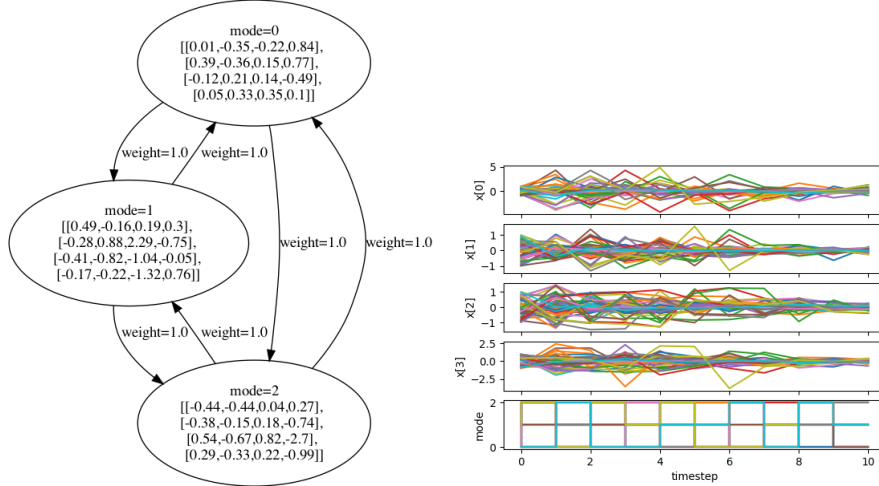 mode=0
[[0.01,-0.35,-0.22,0.84],
[0.39,-0.36,0.15,0.77],
[-0.12,0.21,0.14,-0.49],
[0.05,0.33,0.35,0.1]]
weight=1.0
weight=1.0
mode=1
[[0.49,-0.16,0.19,0.3],
[-0.28,0.88,2.29,-0.75],
[-0.41,-0.82,-1.04,-0.05],
[-0.17,-0.22,-1.32,0.76]]
weight=1.0
weight=1.0
weight=1.0
weight=1.0
mode=2
[[-0.44,-0.44,0.04,0.27],
[-0.38,-0.15,0.18,-0.74],
[0.54,-0.67,0.82,-2.7],
[0.29,-0.33,0.22,-0.99]]
x[0]
5
0
x[1]
1
0
−1
x[2]
1
0
−1
x[3]
2.5
0.0
−2.5
mode
2
0
0 2 4 6 8 10
timestep